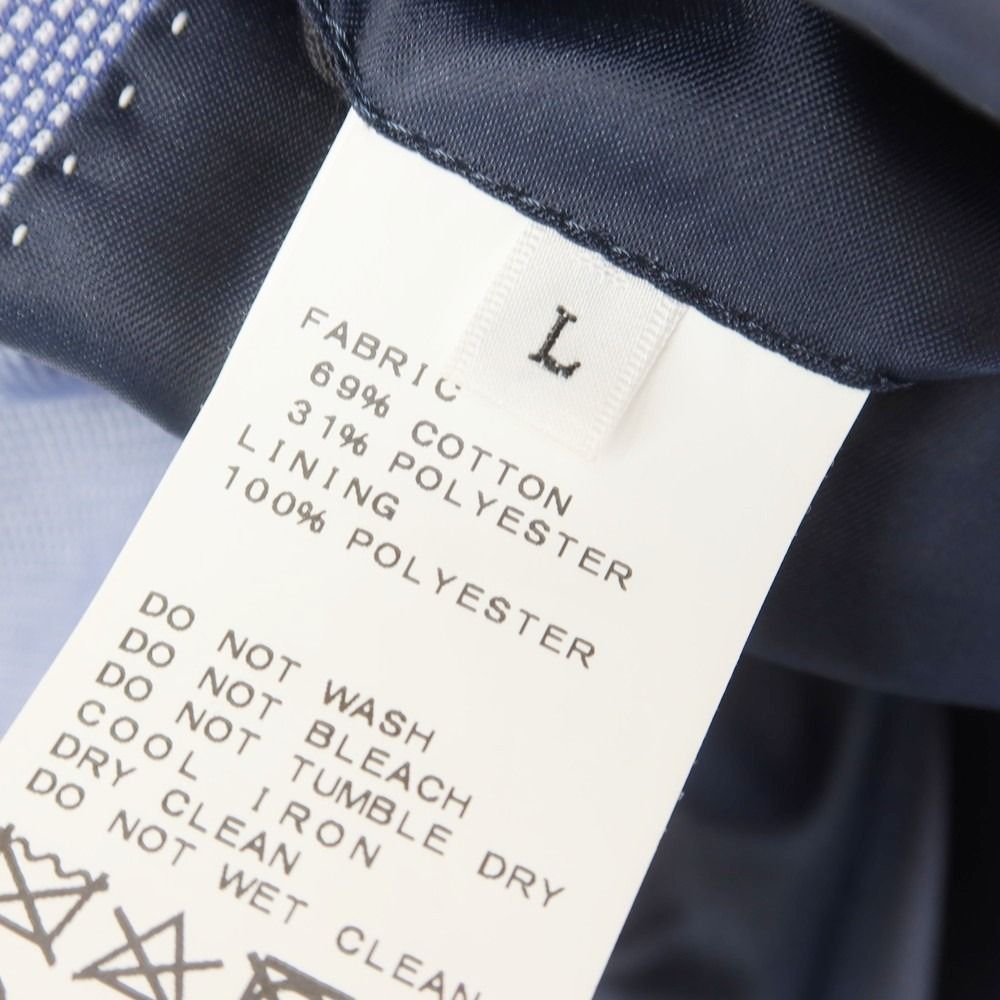 L
FABRIC
69% COTTON
31% POLYESTER
LINING
100% POLYESTER
DO NOT WASH
DO NOT BLEACH
DO NOT TUMBLE DRY
COOL IRON
DRY CLEAN
DO NOT WET CLEAN